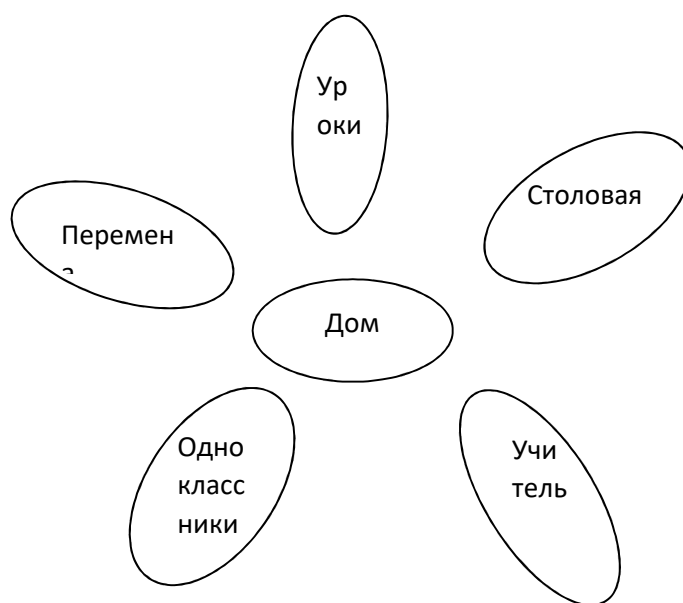 Ур
оки
Столовая
Перемен
а
Дом
Одно
класс
ники
Учи
тель